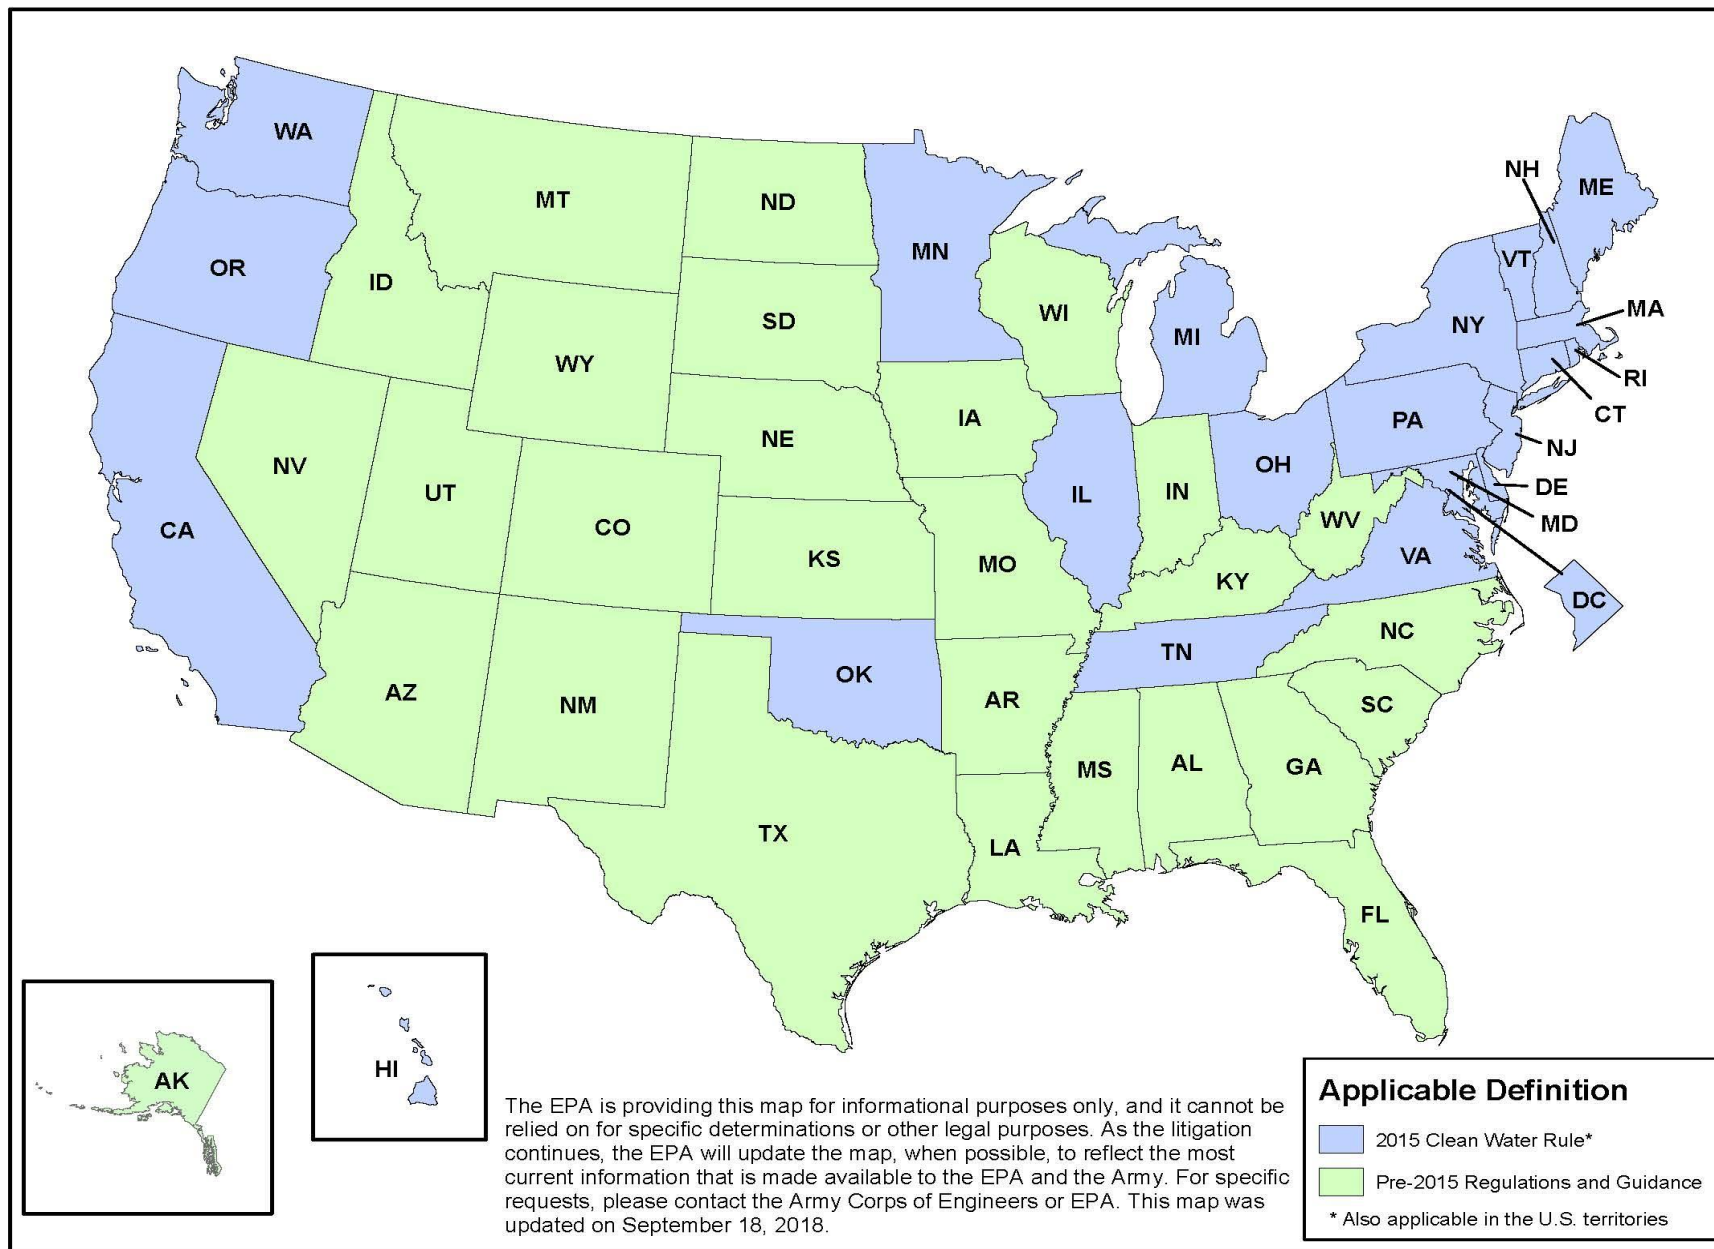 WA
NH
ME
MT
ND
OR
MN
VT
ID
MA
WI
NY
SD
MI
WY
RI
CT
IA
PA
NE
NJ
NV
OH
UT
IL
IN
DE
CA
CO
WV
MD
KS
MO
VA
KY
DC
NC
TN
OK
AZ
NM
AR
SC
MS
AL
GA
TX
LA
FL
AK
HI
The EPA is providing this map for informational purposes only, and it cannot be
relied on for specific determinations or other legal purposes. As the litigation
continues, the EPA will update the map, when possible, to reflect the most
current information that is made available to the EPA and the Army. For specific
requests, please contact the Army Corps of Engineers or EPA. This map was
updated on September 18, 2018.
Applicable Definition
2015 Clean Water Rule*
Pre-2015 Regulations and Guidance
* Also applicable in the U.S. territories